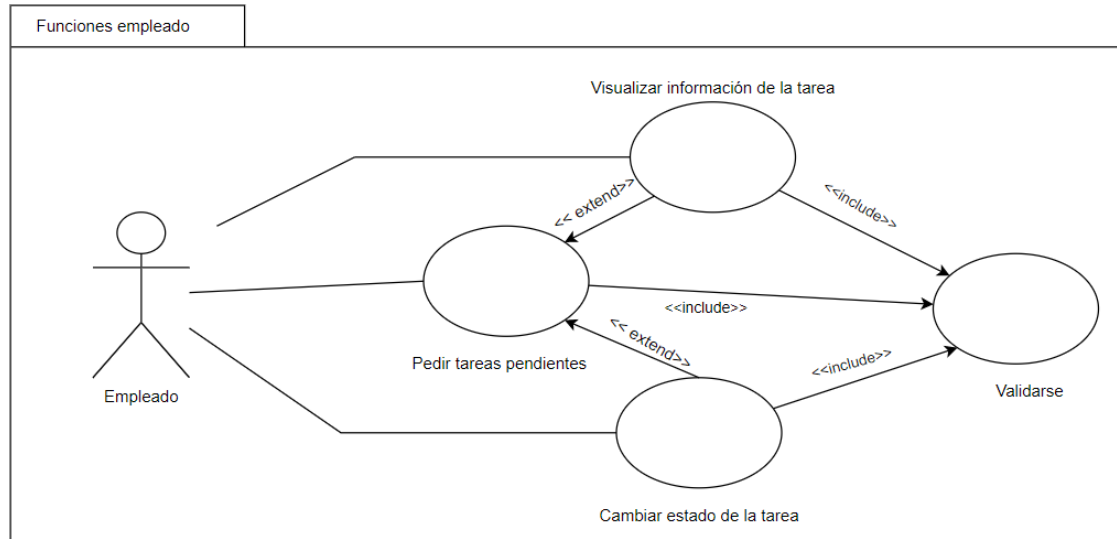 Funciones empleado
Visualizar información de la tarea
<< extend>>
<<include>>
<<include>>
<< extend>>
Pedir tareas pendientes
<<include>>
Validarse
Empleado
Cambiar estado de la tarea